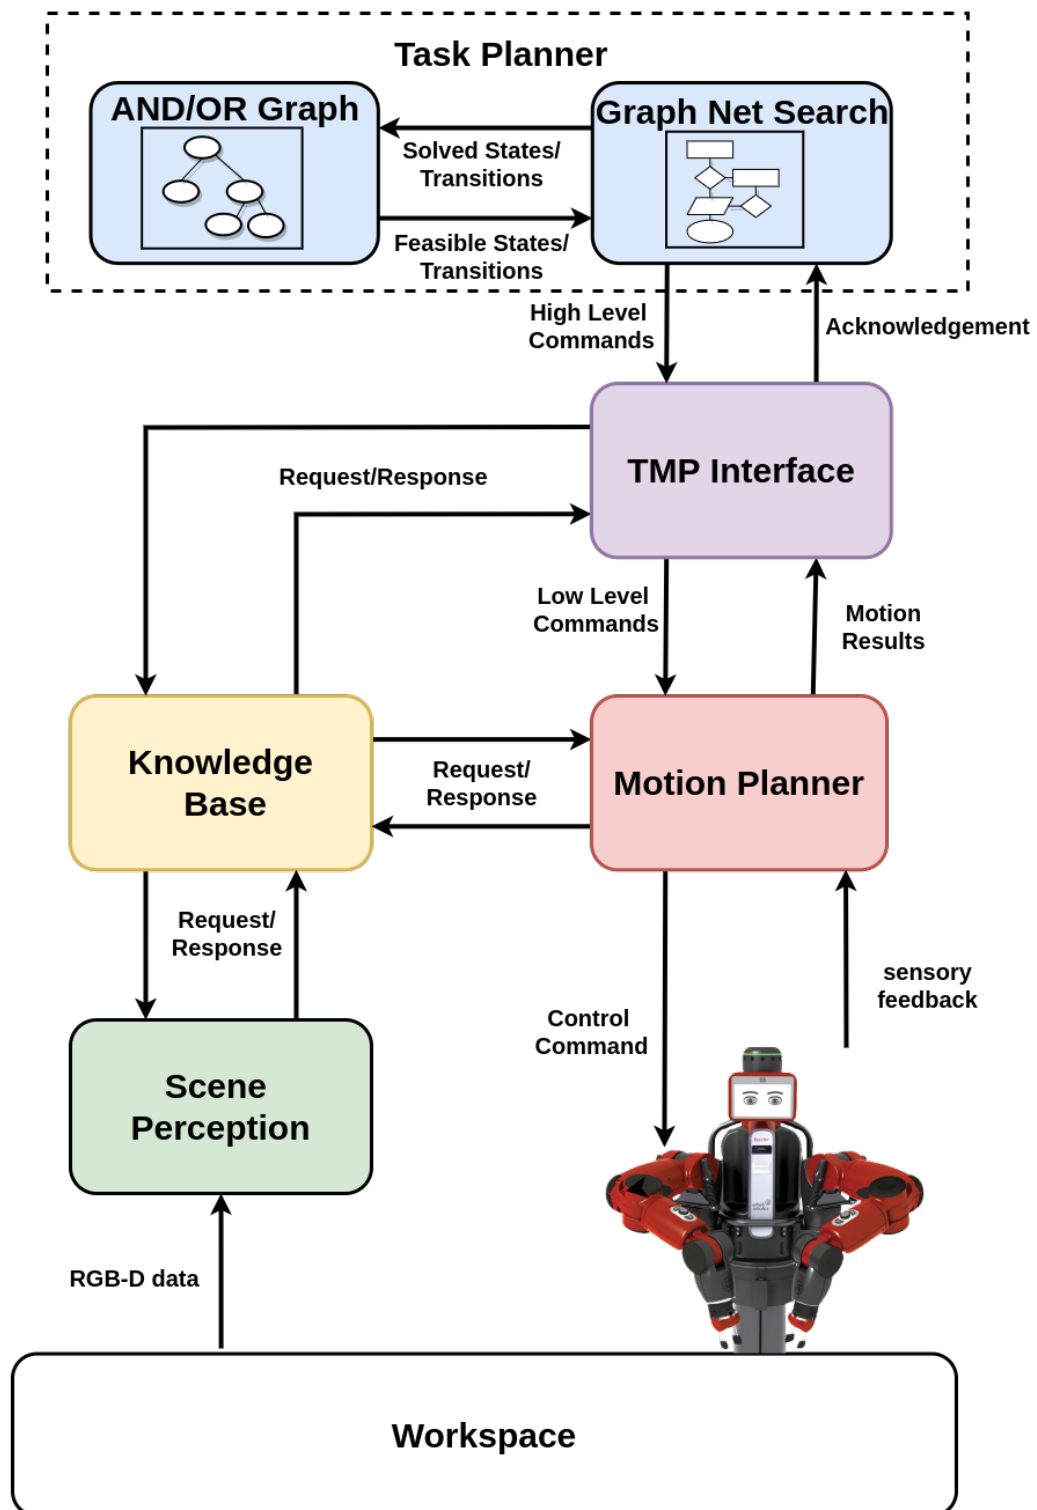 Task Planner
AND/OR Graph
Graph Net Search
Solved States/
Transitions
Feasible States/
Transitions
High Level
Commands
Acknowledgement
TMP Interface
Request/Response
Low Level
Commands
Motion
Results
Knowledge
Base
Request/
Response
Motion Planner
Request/
Response
sensory
feedback
Control
Command
Scene
Perception
RGB-D data
Workspace